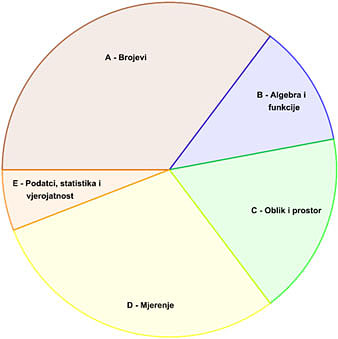 A - Brojevi
B - Algebra i
funkcije
C - Oblik i prostor
E - Podatci, statistika i
vjerojatnost
D - Mjerenje